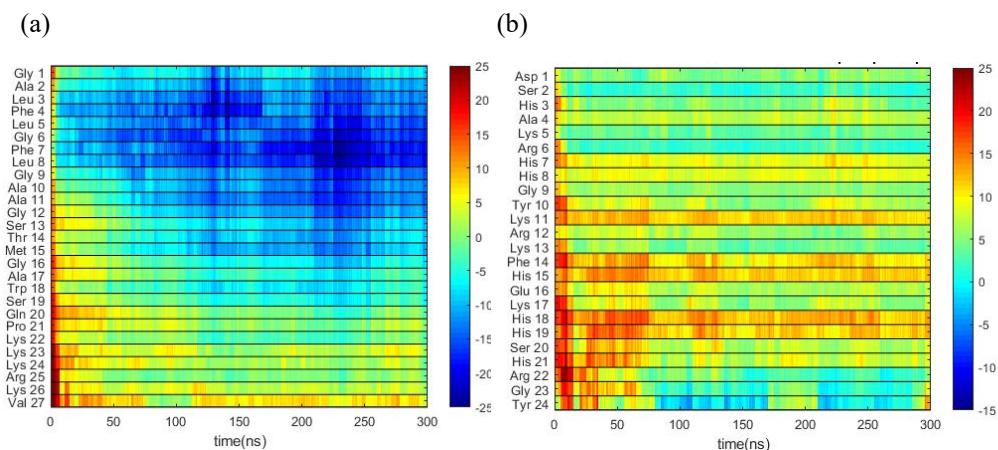 (a)
(b)
Gly 1
Ala 2
Leu 3
Phe 4
Leu 5
Gly 6
Phe 7
Leu 8
Gly 9
Ala 10
Ala 11
Gly 12
Ser 13
Thr 14
Met 15
Gly 16
Ala 17
Trp 18
Ser 19
Gln 20
Pro 21
Lys 22
Lys 23
Lys 24
Arg 25
Lys 26
Val 27
0 50 100 150 200 250 300
time(ns)
25
20
15
10
5
0
-5
-10
-15
-20
-25
Asp 1
Ser 2
His 3
Ala 4
Lys 5
Arg 6
His 7
His 8
Gly 9
Tyr 10
Lys 11
Arg 12
Lys 13
Phe 14
His 15
Glu 16
Lys 17
His 18
His 19
Ser 20
His 21
Arg 22
Gly 23
Tyr 24
0 50 100 150 200 250 300
time(ns)
25
20
15
10
5
0
-5
-10
-15